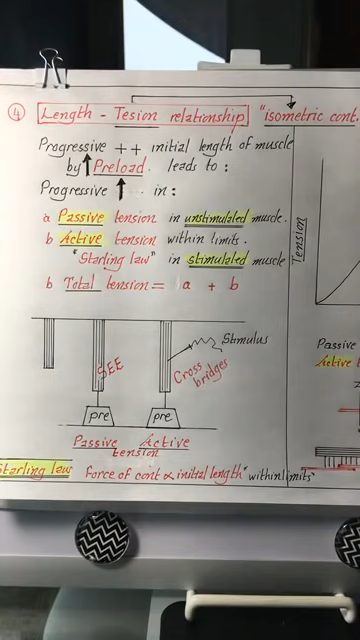 ④ Length - Tesion relationship "isometric cont.
Progressive ++ initial length of muscle
by ↑ Preload. leads to :
Progressive ↑ in :
a Passive tension in unstimulated muscle.
b Active tension within limits.
"Starling law" in stimulated muscle
b Total tension = a + b
Tension
SEE
Stimulus
Cross bridges
pre
pre
Passive Active
tension
Passive
Active
Starling law Force of cont ∝ initial length "within limits"